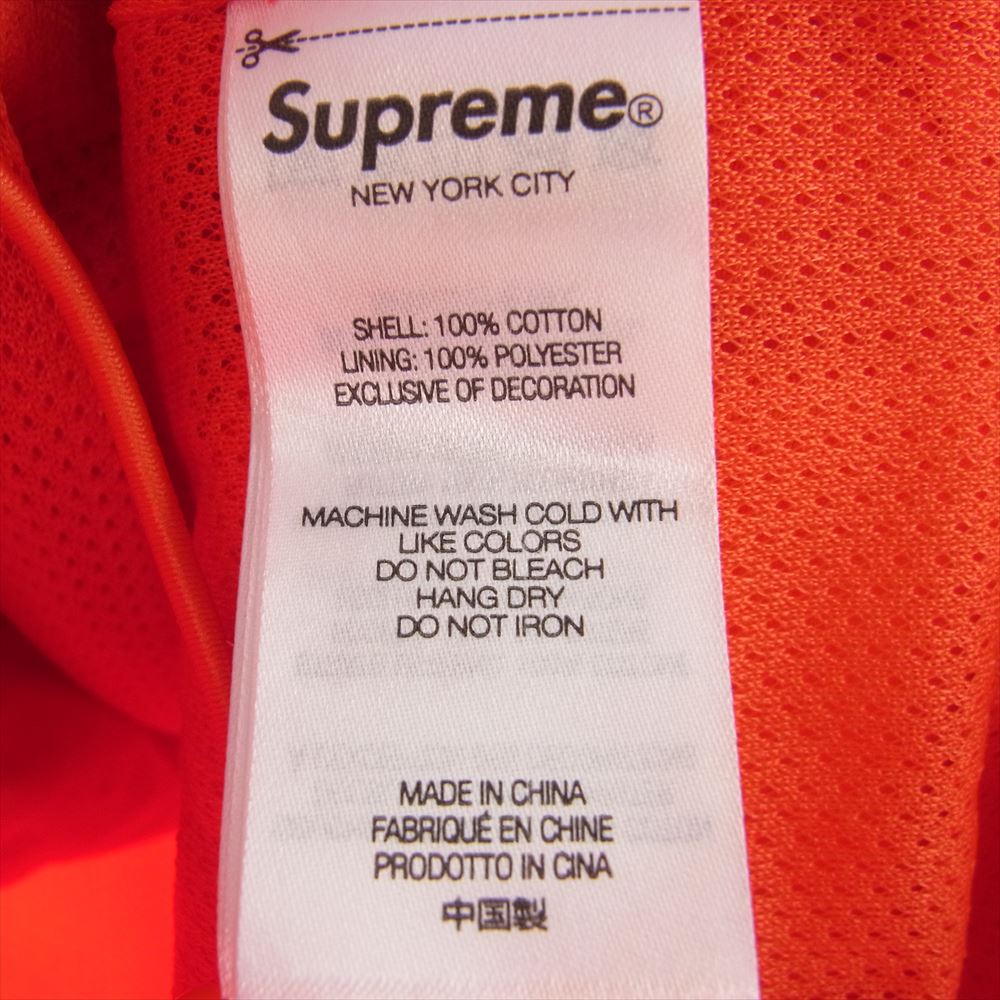 Supreme®
NEW YORK CITY
SHELL: 100% COTTON
LINING: 100% POLYESTER
EXCLUSIVE OF DECORATION
MACHINE WASH COLD WITH
LIKE COLORS
DO NOT BLEACH
HANG DRY
DO NOT IRON
MADE IN CHINA
FABRIQUÉ EN CHINE
PRODOTTO IN CINA
中国製